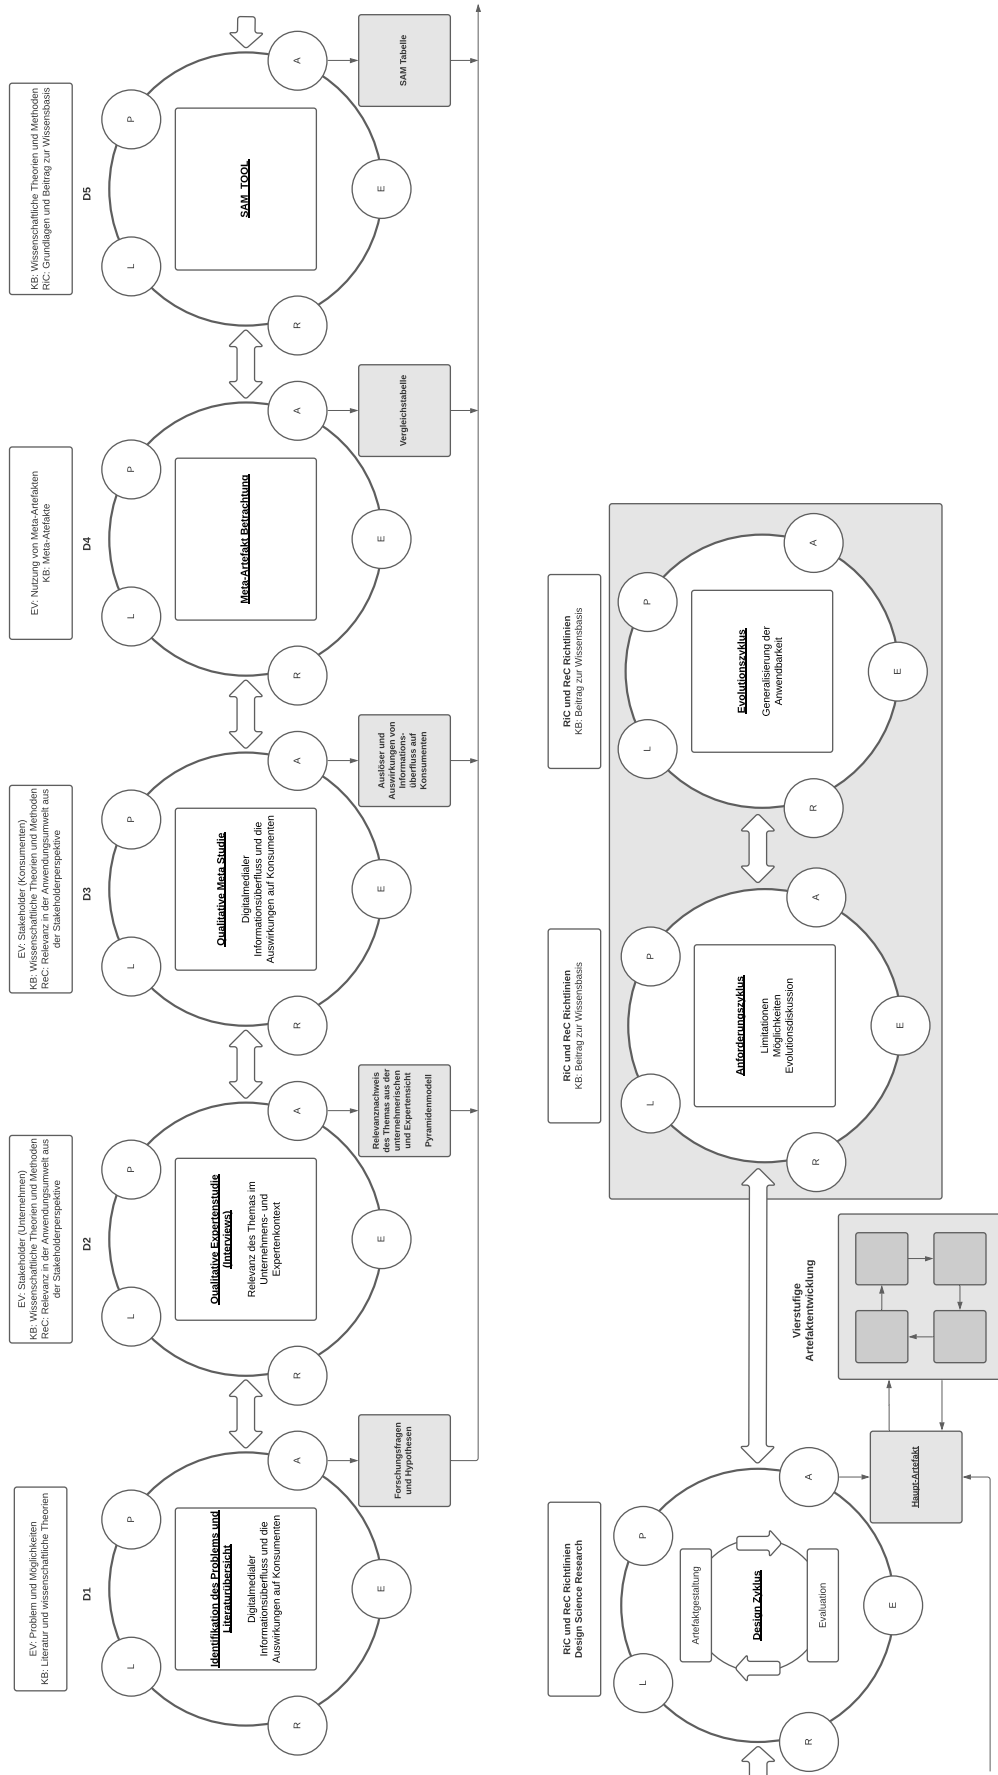 EV: Problem und Möglichkeiten
KB: Literatur und wissenschaftliche Theorien
D1
L
P
R
A
E
Identifikation des Problems und
Literaturübersicht
Digitalmedialer
Informationsüberfluss und die
Auswirkungen auf Konsumenten
Forschungsfragen
und Hypothesen
EV: Stakeholder (Unternehmen)
KB: Wissenschaftliche Theorien und Methoden
ReC: Relevanz in der Anwendungsumwelt aus
der Stakeholderperspektive
D2
L
P
R
A
E
Qualitative Expertenstudie
(Interviews)
Relevanz des Themas im
Unternehmens- und
Expertenkontext
Relevanznachweis
des Themas aus der
unternehmerischen
und Expertensicht
Pyramidenmodell
EV: Stakeholder (Konsumenten)
KB: Wissenschaftliche Theorien und Methoden
ReC: Relevanz in der Anwendungsumwelt aus
der Stakeholderperspektive
D3
L
P
R
A
E
Qualitative Meta Studie
Digitalmedialer
Informationsüberfluss und die
Auswirkungen auf Konsumenten
Auslöser und
Auswirkungen von
Informations-
überfluss auf
Konsumenten
EV: Nutzung von Meta-Artefakten
KB: Meta-Atefakte
D4
L
P
R
A
E
Meta-Artefakt Betrachtung
Vergleichstabelle
KB: Wissenschaftliche Theorien und Methoden
RiC: Grundlagen und Beitrag zur Wissensbasis
D5
L
P
R
A
E
SAM TOOL
SAM Tabelle
RiC und ReC Richtlinien
Design Science Research
L
P
R
A
E
Artefaktgestaltung
Design Zyklus
Evaluation
Haupt-Artefakt
Vierstufige
Artefaktentwicklung
RiC und ReC Richtlinien
KB: Beitrag zur Wissensbasis
L
P
R
A
E
Anforderungszyklus
Limitationen
Möglichkeiten
Evolutionsdiskussion
RiC und ReC Richtlinien
KB: Beitrag zur Wissensbasis
L
P
R
A
E
Evolutionszyklus
Generalisierung der
Anwendbarkeit